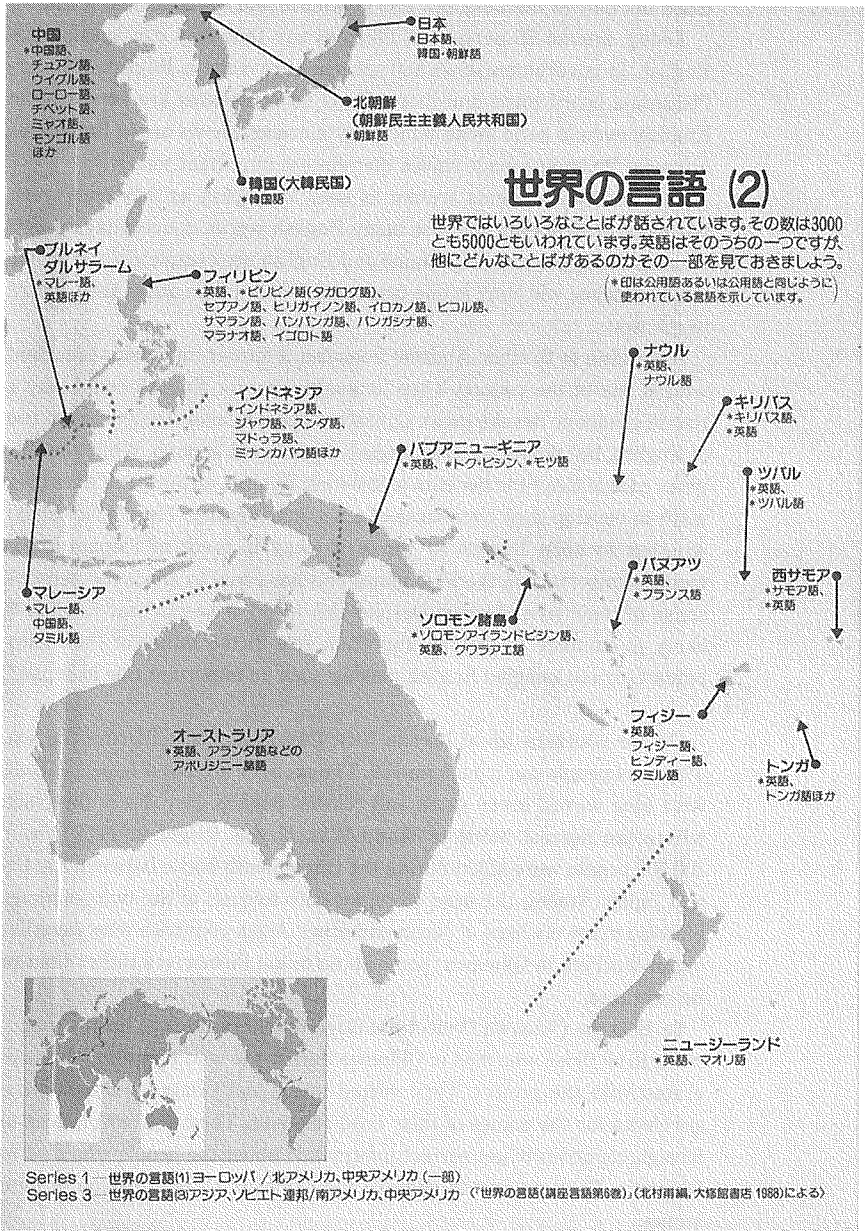 中国
*中国語、
チュアン語、
ウイグル語、
ローロー語、
チベット語、
ミャオ語、
モンゴル語
ほか
日本
*日本語、
韓国・朝鮮語
北朝鮮
(朝鮮民主主義人民共和国)
*朝鮮語
韓国(大韓民国)
*韓国語
世界の言語 (2)
世界ではいろいろなことばが話されています。その数は3000
とも5000ともいわれています。英語はそのうちの一つですが、
他にどんなことばがあるのかその一部を見ておきましょう。
(*印は公用語あるいは公用語と同じように
使われている言語を示しています。)
ブルネイ
ダルサラーム
*マレー語、
英語ほか
フィリピン
*英語、*ピリピノ語(タガログ語)、
セブアノ語、ヒリガイノン語、イロカノ語、ビコル語、
サマラン語、パンパンガ語、パンガシナ語、
マラナオ語、イゴロト語
ナウル
*英語、
ナウル語
キリバス
*キリバス語、
*英語
インドネシア
*インドネシア語、
ジャワ語、スンダ語、
マドゥラ語、
ミナンカバウ語ほか
パプアニューギニア
*英語、*トク・ピシン、*モツ語
ツバル
*英語、
*ツバル語
バヌアツ
*英語、
*フランス語
西サモア
*サモア語、
*英語
マレーシア
*マレー語、
中国語、
タミル語
ソロモン諸島
*ソロモンアイランドピジン語、
英語、クワラアエ語
オーストラリア
*英語、アランダ語などの
アボリジニー諸語
フィジー
*英語、
フィジー語、
ヒンディー語、
タミル語
トンガ
*英語、
トンガ語ほか
ニュージーランド
*英語、マオリ語
Series 1 世界の言語(1)ヨーロッパ / 北アメリカ、中央アメリカ (一部)
Series 3 世界の言語(3)アジア、ソビエト連邦/南アメリカ、中央アメリカ (『世界の言語(講座言語第6巻)』(北村甫編、大修館書店 1988)による)